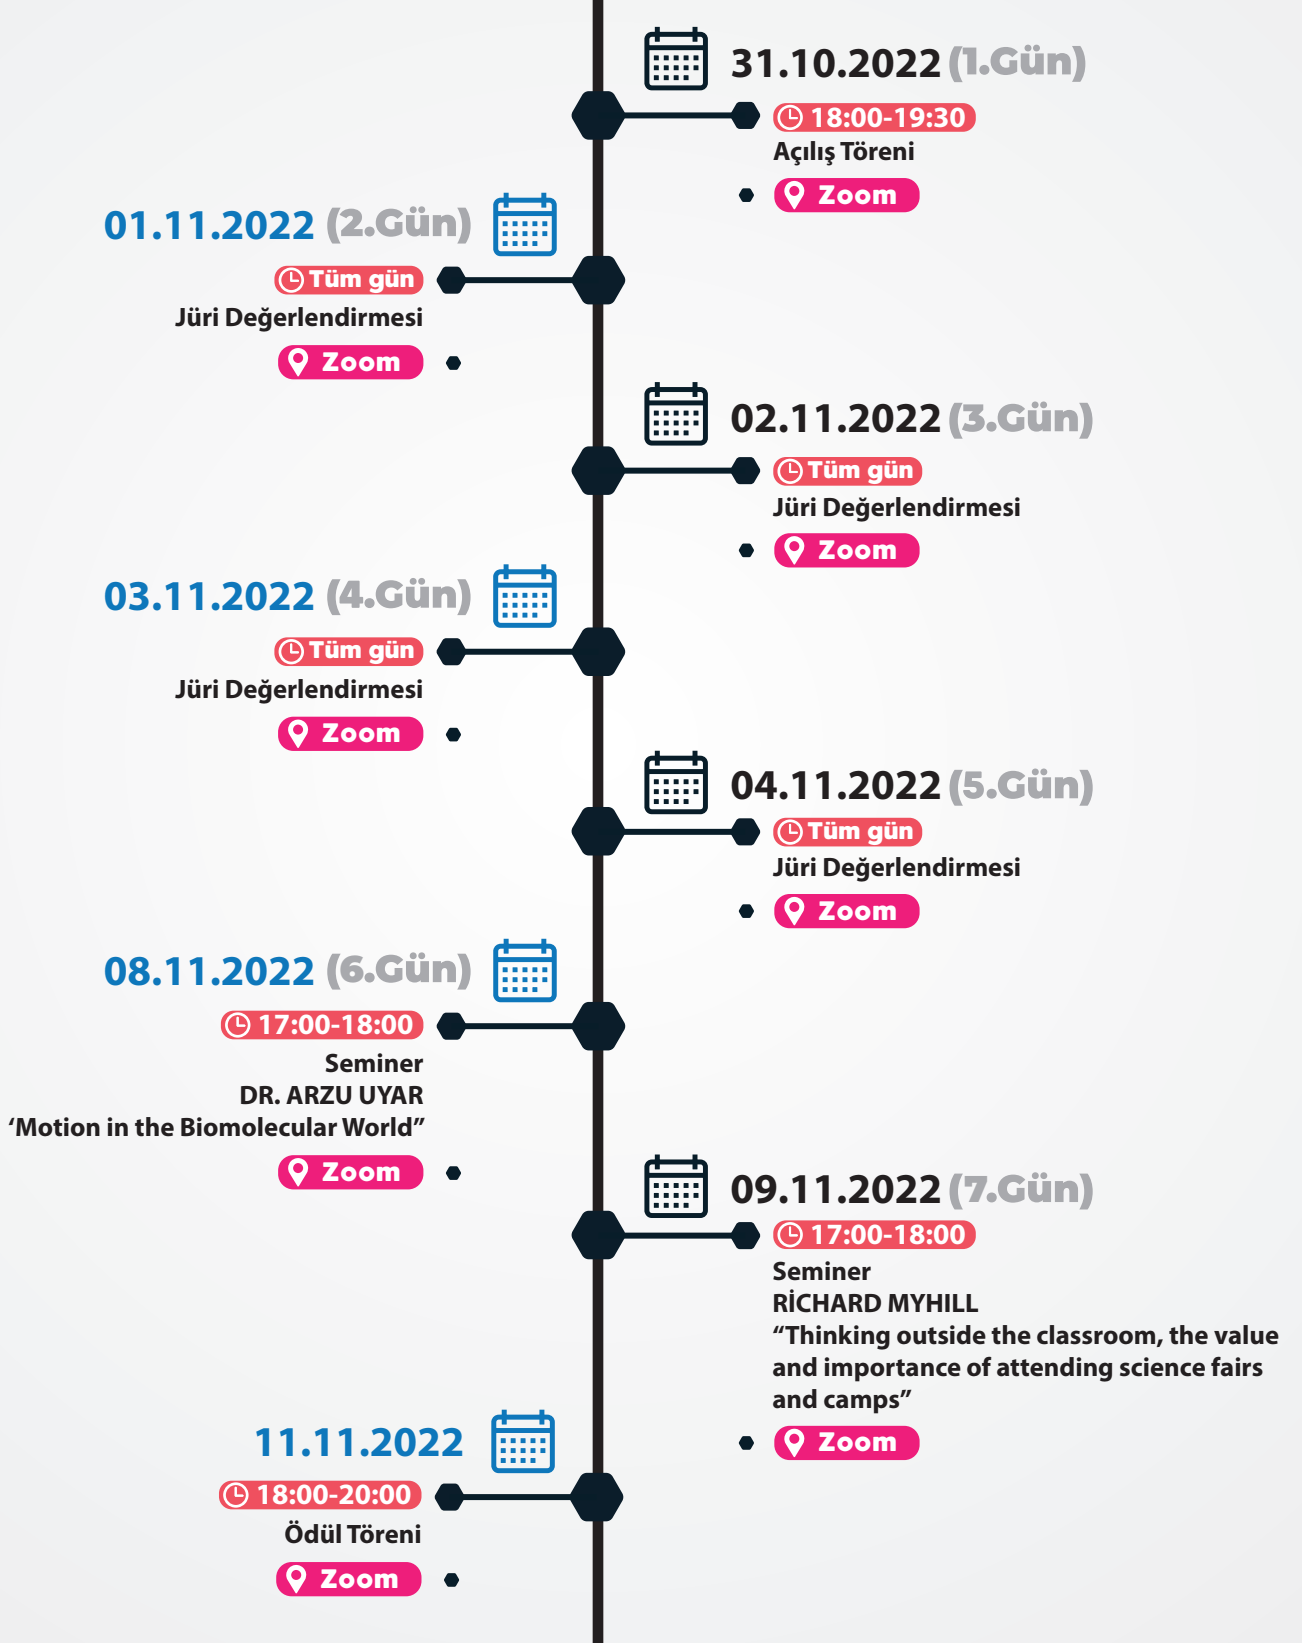 31.10.2022 (1.Gün)
18:00-19:30
Açılış Töreni
Zoom
01.11.2022 (2.Gün)
Tüm gün
Jüri Değerlendirmesi
Zoom
02.11.2022 (3.Gün)
Tüm gün
Jüri Değerlendirmesi
Zoom
03.11.2022 (4.Gün)
Tüm gün
Jüri Değerlendirmesi
Zoom
04.11.2022 (5.Gün)
Tüm gün
Jüri Değerlendirmesi
Zoom
08.11.2022 (6.Gün)
17:00-18:00
Seminer
DR. ARZU UYAR
‘Motion in the Biomolecular World”
Zoom
09.11.2022 (7.Gün)
17:00-18:00
Seminer
RİCHARD MYHILL
“Thinking outside the classroom, the value
and importance of attending science fairs
and camps”
Zoom
11.11.2022
18:00-20:00
Ödül Töreni
Zoom